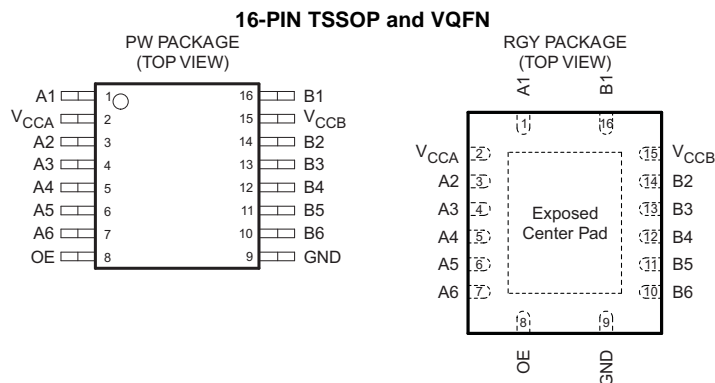 16-PIN TSSOP and VQFN
PW PACKAGE
(TOP VIEW)
A1 1 16 B1
VCCA 2 15 VCCB
A2 3 14 B2
A3 4 13 B3
A4 5 12 B4
A5 6 11 B5
A6 7 10 B6
OE 8 9 GND
RGY PACKAGE
(TOP VIEW)
A1 B1
1 16
VCCA 2 15 VCCB
A2 3 14 B2
A3 4 13 B3
A4 5 12 B4
A5 6 11 B5
A6 7 10 B6
Exposed
Center Pad
8 9
OE GND